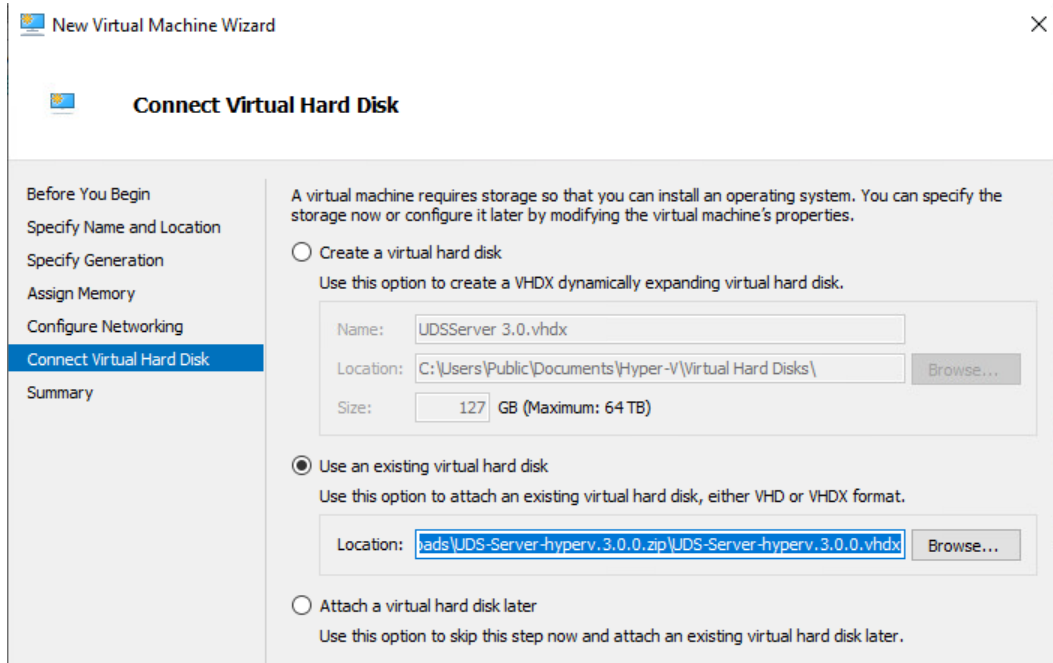 New Virtual Machine Wizard
Connect Virtual Hard Disk
Before You Begin
Specify Name and Location
Specify Generation
Assign Memory
Configure Networking
Connect Virtual Hard Disk
Summary
A virtual machine requires storage so that you can install an operating system. You can specify the
storage now or configure it later by modifying the virtual machine's properties.
Create a virtual hard disk
Use this option to create a VHDX dynamically expanding virtual hard disk.
Name: UDSServer 3.0.vhdx
Location: C:\Users\Public\Documents\Hyper-V\Virtual Hard Disks\ Browse...
Size: 127 GB (Maximum: 64 TB)
Use an existing virtual hard disk
Use this option to attach an existing virtual hard disk, either VHD or VHDX format.
Location: oads\UDS-Server-hyperv.3.0.0.zip\UDS-Server-hyperv.3.0.0.vhdx Browse...
Attach a virtual hard disk later
Use this option to skip this step now and attach an existing virtual hard disk later.